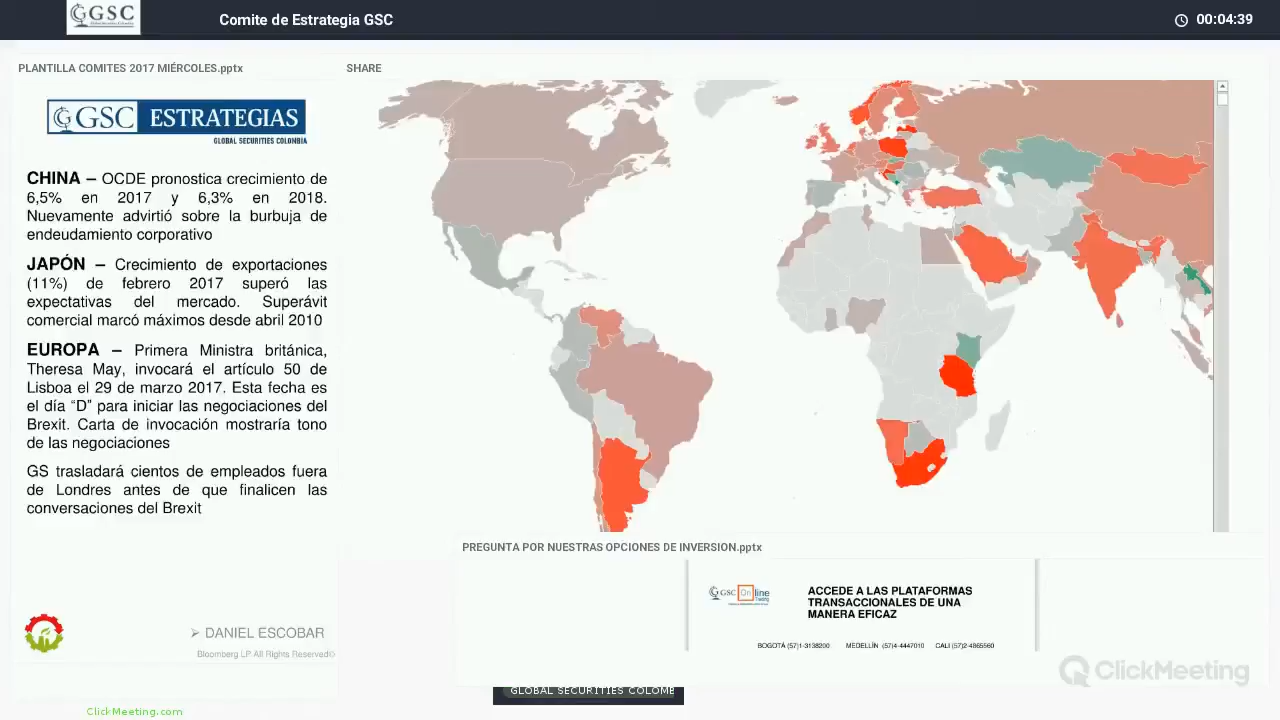 GSC
Comite de Estrategia GSC
00:04:39
PLANTILLA COMITES 2017 MIÉRCOLES.pptx
SHARE
GSC ESTRATEGIAS
GLOBAL SECURITIES COLOMBIA
CHINA – OCDE pronostica crecimiento de
6,5% en 2017 y 6,3% en 2018.
Nuevamente advirtió sobre la burbuja de
endeudamiento corporativo
JAPÓN – Crecimiento de exportaciones
(11%) de febrero 2017 superó las
expectativas del mercado. Superávit
comercial marcó máximos desde abril 2010
EUROPA – Primera Ministra británica,
Theresa May, invocará el artículo 50 de
Lisboa el 29 de marzo 2017. Esta fecha es
el día “D” para iniciar las negociaciones del
Brexit. Carta de invocación mostraría tono
de las negociaciones
GS trasladará cientos de empleados fuera
de Londres antes de que finalicen las
conversaciones del Brexit
DANIEL ESCOBAR
Bloomberg LP All Rights Reserved©
PREGUNTA POR NUESTRAS OPCIONES DE INVERSION.pptx
GSC Online
Trading
ACCEDE A LAS PLATAFORMAS
TRANSACCIONALES DE UNA
MANERA EFICAZ
BOGOTÁ (57)1-3138200 MEDELLÍN (57)4-4447010 CALI (57)2-4865560
ClickMeeting
GLOBAL SECURITIES COLOMB
ClickMeeting.com